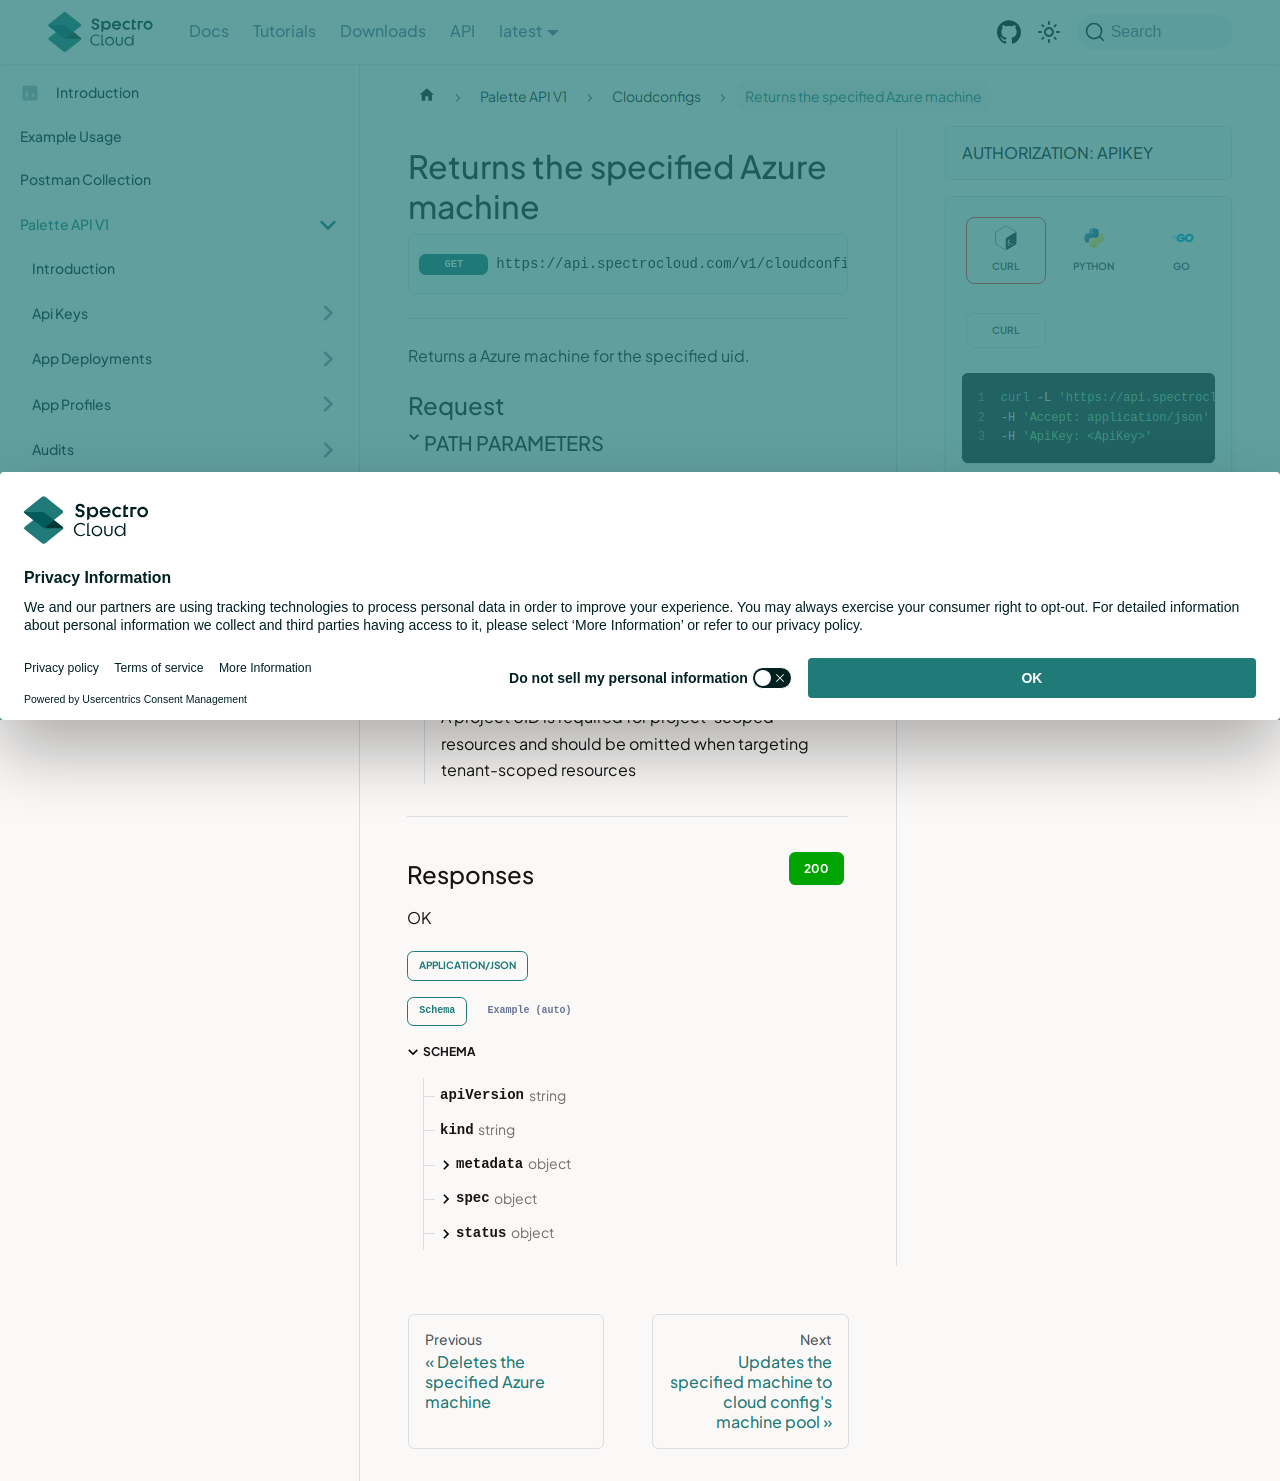 Spectro Cloud
Docs
Tutorials
Downloads
API
latest
Search
Introduction
Example Usage
Postman Collection
Palette API V1
Introduction
Api Keys
App Deployments
App Profiles
Audits
Palette API V1
Cloudconfigs
Returns the specified Azure machine
Returns the specified Azure
machine
GET https://api.spectrocloud.com/v1/cloudconfi
Returns a Azure machine for the specified uid.
Request
PATH PARAMETERS
AUTHORIZATION: APIKEY
CURL
PYTHON
GO
CURL
1 curl -L 'https://api.spectrocl
2 -H 'Accept: application/json'
3 -H 'ApiKey: <ApiKey>'
Spectro Cloud
Privacy Information
We and our partners are using tracking technologies to process personal data in order to improve your experience. You may always exercise your consumer right to opt-out. For detailed information
about personal information we collect and third parties having access to it, please select ‘More Information’ or refer to our privacy policy.
Privacy policy
Terms of service
More Information
Do not sell my personal information
OK
Powered by Usercentrics Consent Management
A project UID is required for project-scoped
resources and should be omitted when targeting
tenant-scoped resources
Responses
200
OK
APPLICATION/JSON
Schema
Example (auto)
SCHEMA
apiVersion string
kind string
metadata object
spec object
status object
Previous
« Deletes the
specified Azure
machine
Next
Updates the
specified machine to
cloud config's
machine pool »